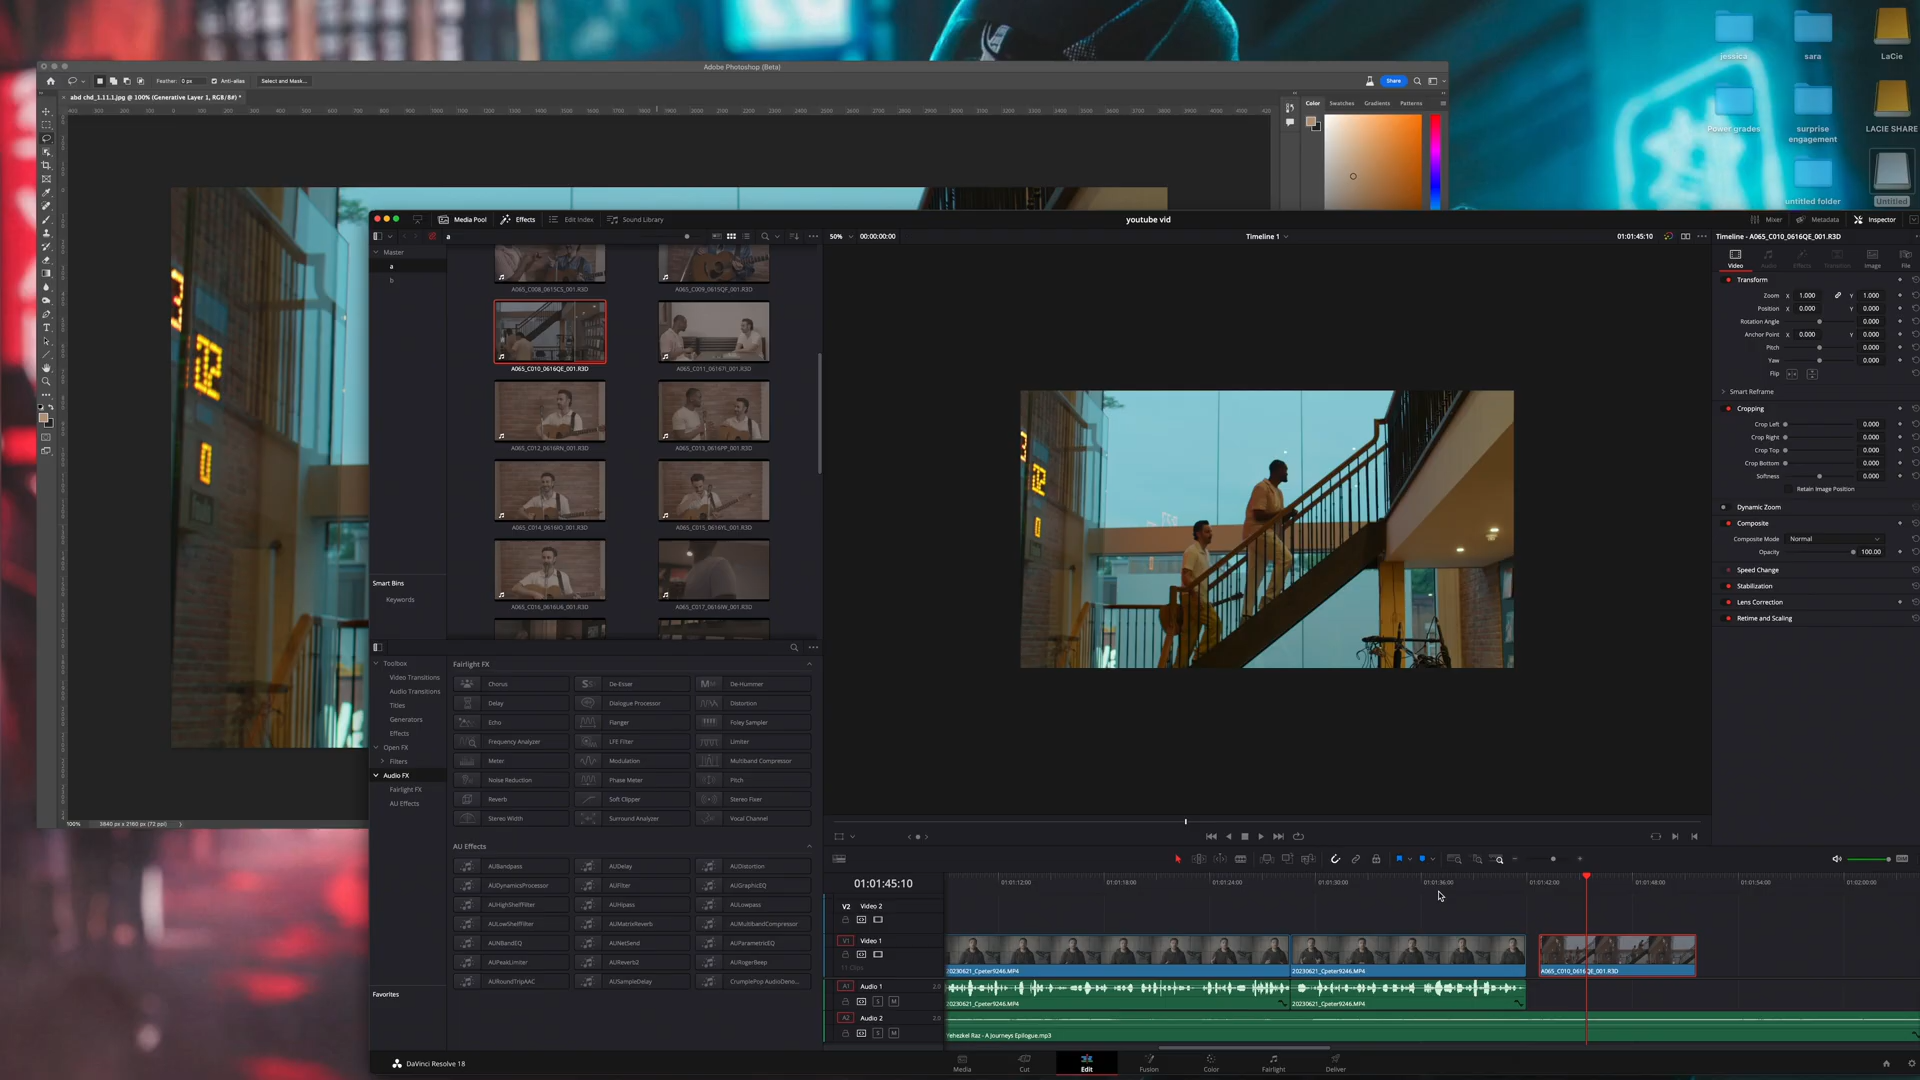 jessica
sara
LaCie
Power grades
surprise engagement
LACIE SHARE
untitled folder
Untitled
Adobe Photoshop (Beta)
Feather: 0 px
Anti-alias
Select and Mask...
Share
abd chd_1.11.1.jpg @ 100% (Generative Layer 1, RGB/8#) *
Color
Swatches
Gradients
Patterns
100%
3840 px x 2160 px (72 ppi)
Media Pool
Effects
Edit Index
Sound Library
youtube vid
Mixer
Metadata
Inspector
a
50%
00:00:00:00
Timeline 1
01:01:45:10
Timeline - A065_C010_0616QE_001.R3D
Master
a
b
A065_C008_0615CS_001.R3D
A065_C009_0615QF_001.R3D
A065_C010_0616QE_001.R3D
A065_C011_0616TI_001.R3D
A065_C012_0616RN_001.R3D
A065_C013_0616PP_001.R3D
A065_C014_0616IO_001.R3D
A065_C015_0616YL_001.R3D
A065_C016_0616U6_001.R3D
A065_C017_0616IW_001.R3D
Smart Bins
Keywords
Video
Audio
Effects
Transition
Image
File
Transform
Zoom X 1.000 Y 1.000
Position X 0.000 Y 0.000
Rotation Angle 0.000
Anchor Point X 0.000 Y 0.000
Pitch 0.000
Yaw 0.000
Flip
Smart Reframe
Cropping
Crop Left 0.000
Crop Right 0.000
Crop Top 0.000
Crop Bottom 0.000
Softness 0.000
Retain Image Position
Dynamic Zoom
Composite
Composite Mode Normal
Opacity 100.00
Speed Change
Stabilization
Lens Correction
Retime and Scaling
Toolbox
Video Transitions
Audio Transitions
Titles
Generators
Effects
Open FX
Filters
Audio FX
Fairlight FX
AU Effects
Favorites
Fairlight FX
Chorus De-Esser De-Hummer
Delay Dialogue Processor Distortion
Echo Flanger Foley Sampler
Frequency Analyzer LFE Filter Limiter
Meter Modulation Multiband Compressor
Noise Reduction Phase Meter Pitch
Reverb Soft Clipper Stereo Fixer
Stereo Width Surround Analyzer Vocal Channel
AU Effects
AUBandpass AUDelay AUDistortion
AUDynamicsProcessor AUFilter AUGraphicEQ
AUHighShelfFilter AUHipass AULowpass
AULowShelfFilter AUMatrixReverb AUMultibandCompressor
AUNBandEQ AUNetSend AUParametricEQ
AUPeakLimiter AUReverb2 AURogerBeep
AURoundTripAAC AUSampleDelay CrumplePop AudioDeno...
01:01:45:10
01:01:12:00 01:01:18:00 01:01:24:00 01:01:30:00 01:01:36:00 01:01:42:00 01:01:48:00 01:01:54:00 01:02:00:00
V2 Video 2
V1 Video 1
11 Clips
20230621_Cpeter9246.MP4
20230621_Cpeter9246.MP4
A065_C010_0616QE_001.R3D
A1 Audio 1 2.0
S M
20230621_Cpeter9246.MP4
20230621_Cpeter9246.MP4
A2 Audio 2 2.0
S M
Yehezkel Raz - A Journeys Epilogue.mp3
DaVinci Resolve 18
Media
Cut
Edit
Fusion
Color
Fairlight
Deliver